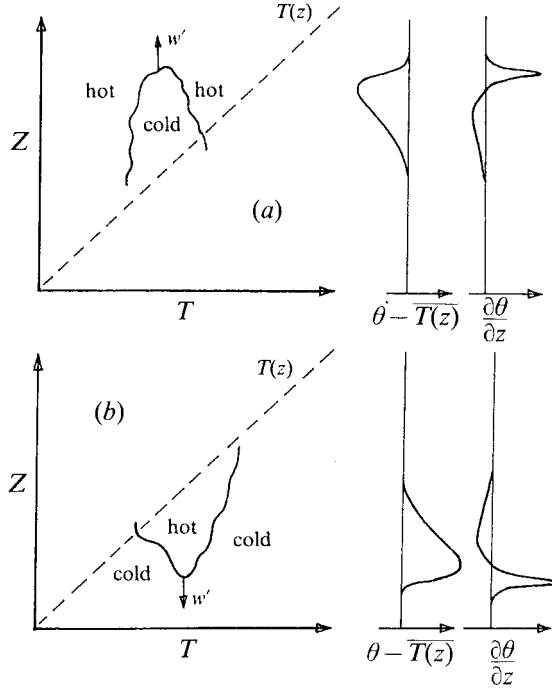 T(z)
w'
hot
hot
cold
Z
(a)
T
θ − T(z)
∂θ
∂z
T(z)
(b)
Z
hot
cold
cold
w'
T
θ − T(z)
∂θ
∂z